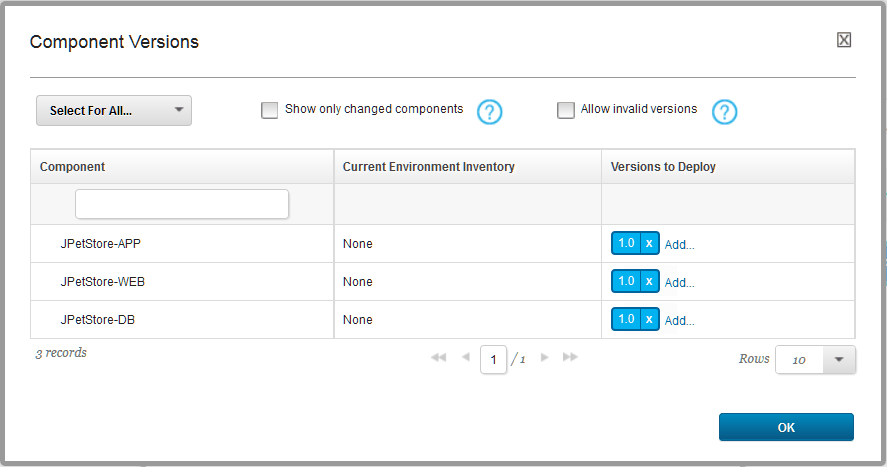 Component Versions
Select For All... Show only changed components ? Allow invalid versions ?
Component Current Environment Inventory Versions to Deploy
JPetStore-APP None 1.0 x Add...
JPetStore-WEB None 1.0 x Add...
JPetStore-DB None 1.0 x Add...
3 records 1 / 1 Rows 10
OK